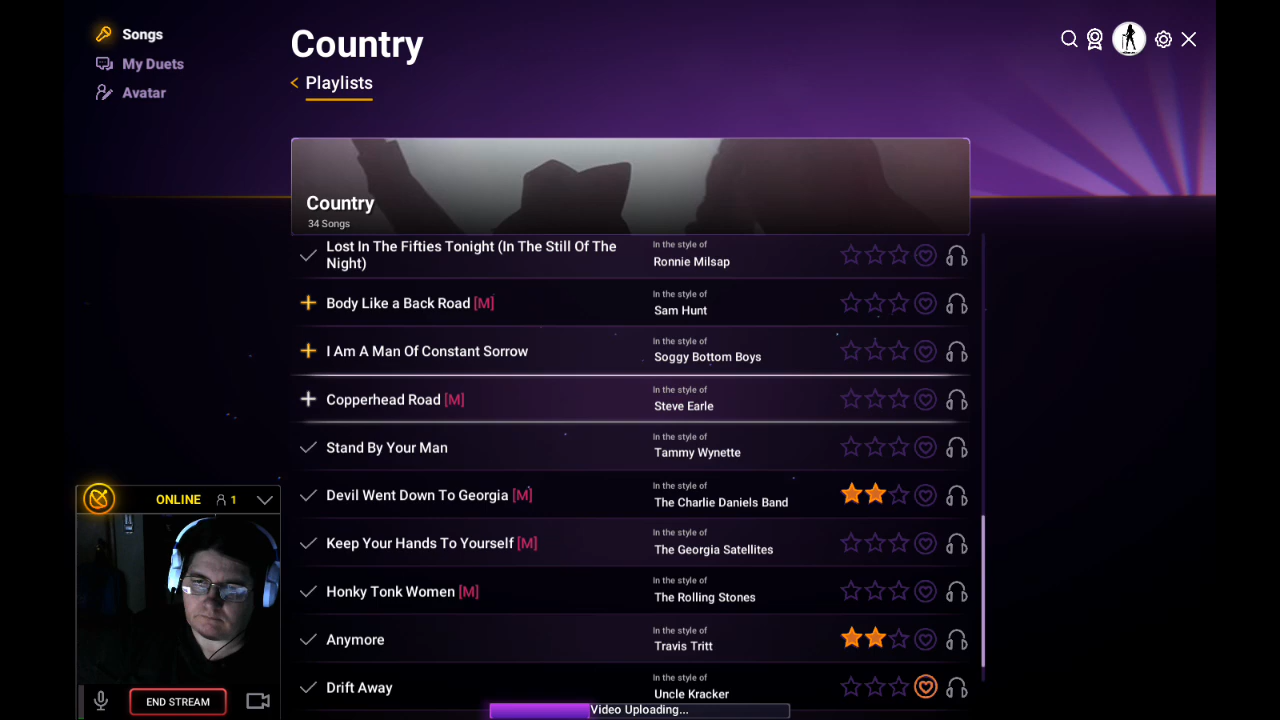 Songs
My Duets
Avatar
Country
< Playlists
Country
34 Songs
Lost In The Fifties Tonight (In The Still Of The
Night)
In the style of
Ronnie Milsap
Body Like a Back Road [M]
In the style of
Sam Hunt
I Am A Man Of Constant Sorrow
In the style of
Soggy Bottom Boys
Copperhead Road [M]
In the style of
Steve Earle
Stand By Your Man
In the style of
Tammy Wynette
Devil Went Down To Georgia [M]
In the style of
The Charlie Daniels Band
Keep Your Hands To Yourself [M]
In the style of
The Georgia Satellites
Honky Tonk Women [M]
In the style of
The Rolling Stones
Anymore
In the style of
Travis Tritt
Drift Away
In the style of
Uncle Kracker
ONLINE 1
END STREAM
Video Uploading...